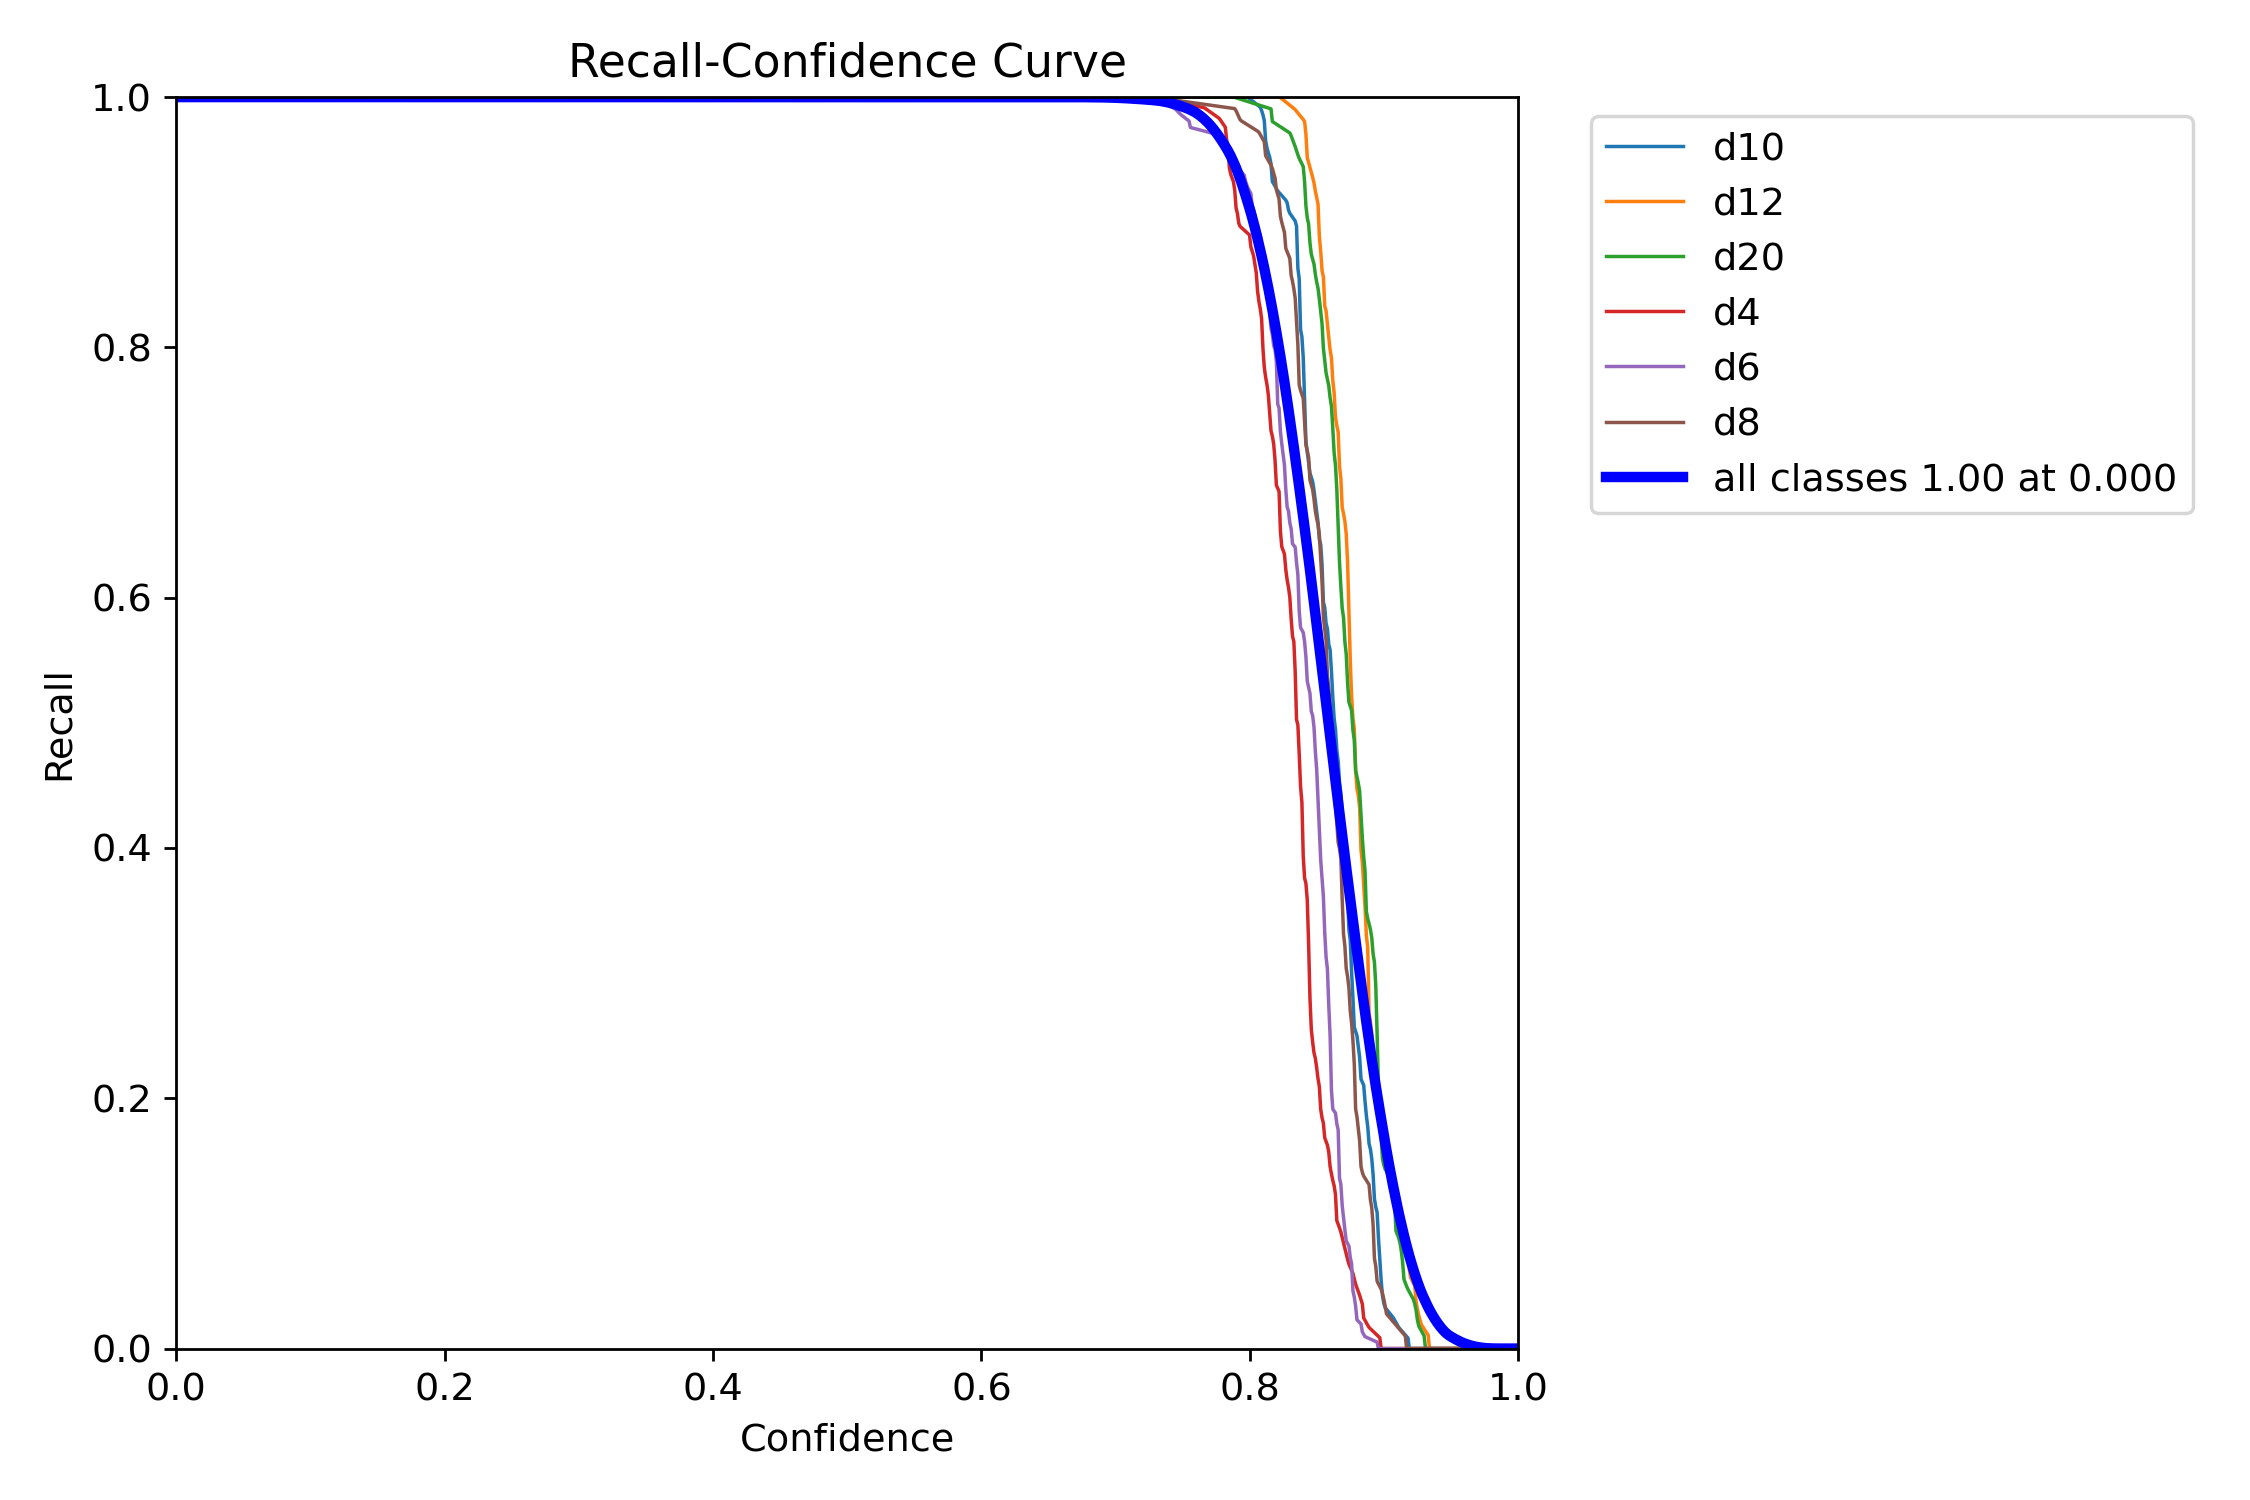 Recall-Confidence Curve
1.0
0.8
0.6
0.4
0.2
0.0
Recall
0.0 0.2 0.4 0.6 0.8 1.0
Confidence
d10
d12
d20
d4
d6
d8
all classes 1.00 at 0.000